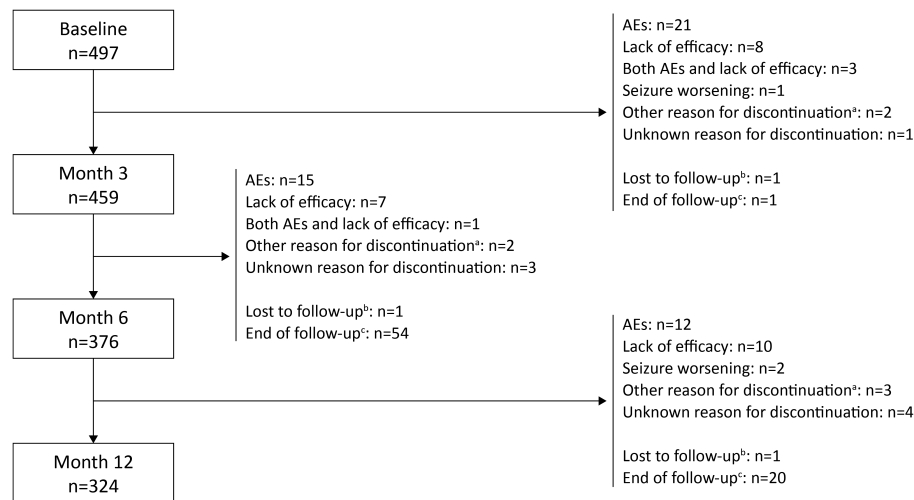 Baseline
n=497
AEs: n=21
Lack of efficacy: n=8
Both AEs and lack of efficacy: n=3
Seizure worsening: n=1
Other reason for discontinuationᵃ: n=2
Unknown reason for discontinuation: n=1
Lost to follow-upᵇ: n=1
End of follow-upᶜ: n=1
Month 3
n=459
AEs: n=15
Lack of efficacy: n=7
Both AEs and lack of efficacy: n=1
Other reason for discontinuationᵃ: n=2
Unknown reason for discontinuation: n=3
Lost to follow-upᵇ: n=1
End of follow-upᶜ: n=54
Month 6
n=376
AEs: n=12
Lack of efficacy: n=10
Seizure worsening: n=2
Other reason for discontinuationᵃ: n=3
Unknown reason for discontinuation: n=4
Lost to follow-upᵇ: n=1
End of follow-upᶜ: n=20
Month 12
n=324